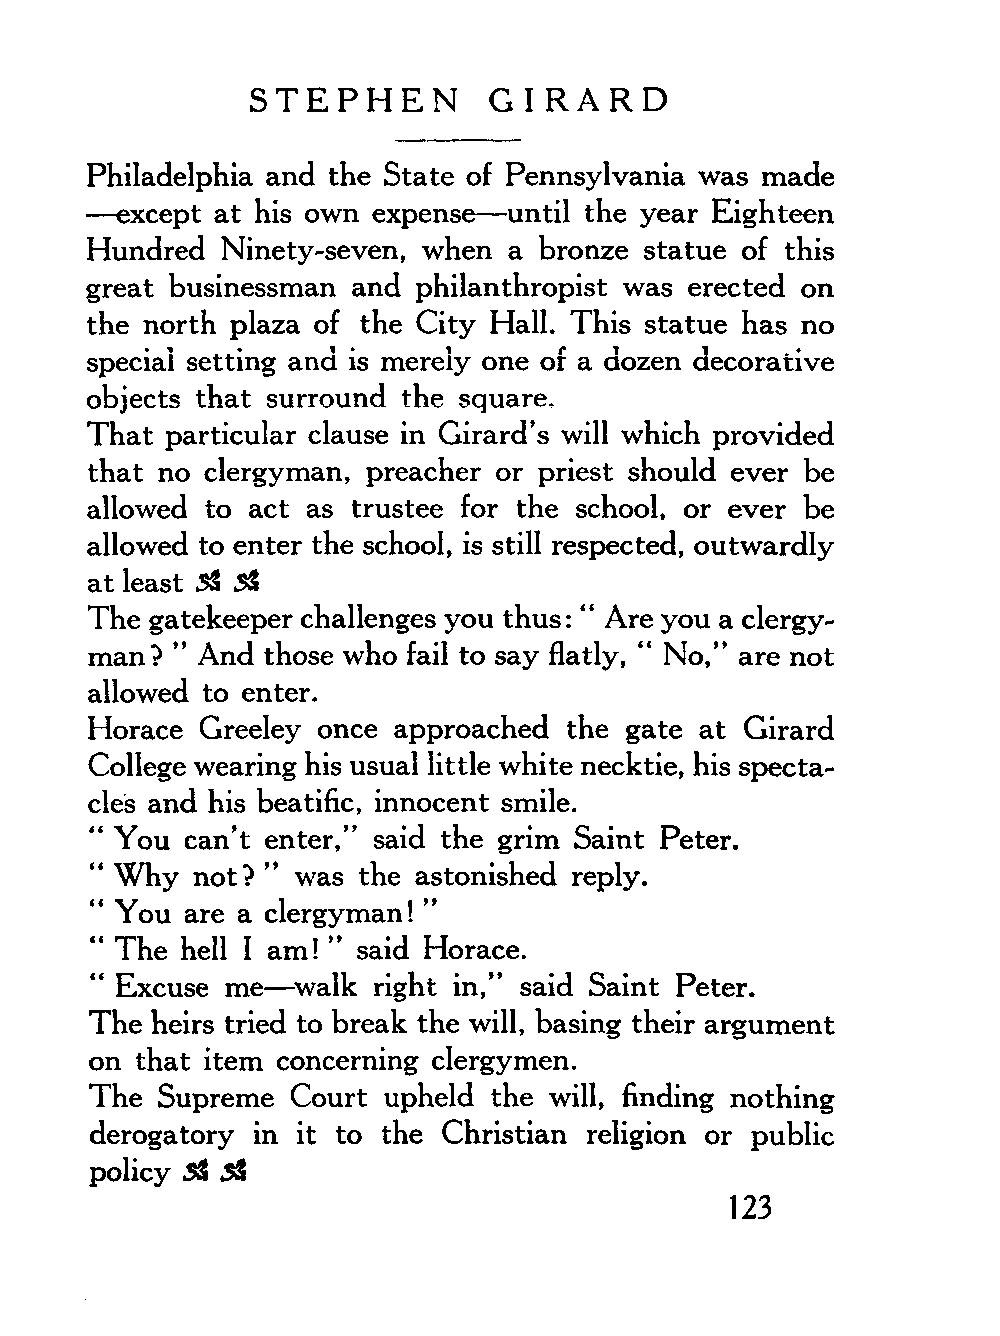 STEPHEN GIRARD
Philadelphia and the State of Pennsylvania was made
—except at his own expense—until the year Eighteen
Hundred Ninety-seven, when a bronze statue of this
great businessman and philanthropist was erected on
the north plaza of the City Hall. This statue has no
special setting and is merely one of a dozen decorative
objects that surround the square.
That particular clause in Girard's will which provided
that no clergyman, preacher or priest should ever be
allowed to act as trustee for the school, or ever be
allowed to enter the school, is still respected, outwardly
at least
The gatekeeper challenges you thus: “ Are you a clergy-
man? ” And those who fail to say flatly, “ No,” are not
allowed to enter.
Horace Greeley once approached the gate at Girard
College wearing his usual little white necktie, his specta-
cles and his beatific, innocent smile.
“ You can't enter,” said the grim Saint Peter.
“ Why not? ” was the astonished reply.
“ You are a clergyman! ”
“ The hell I am! ” said Horace.
“ Excuse me—walk right in,” said Saint Peter.
The heirs tried to break the will, basing their argument
on that item concerning clergymen.
The Supreme Court upheld the will, finding nothing
derogatory in it to the Christian religion or public
policy
123